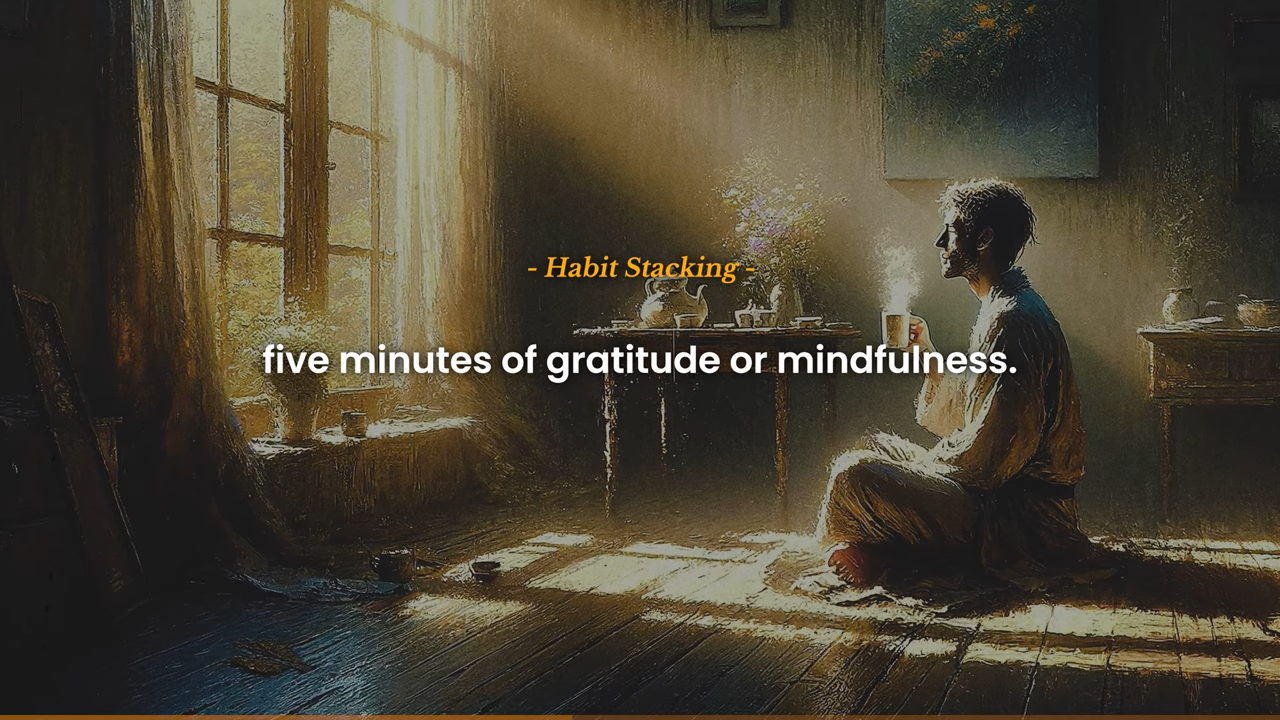 - Habit Stacking -
five minutes of gratitude or mindfulness.